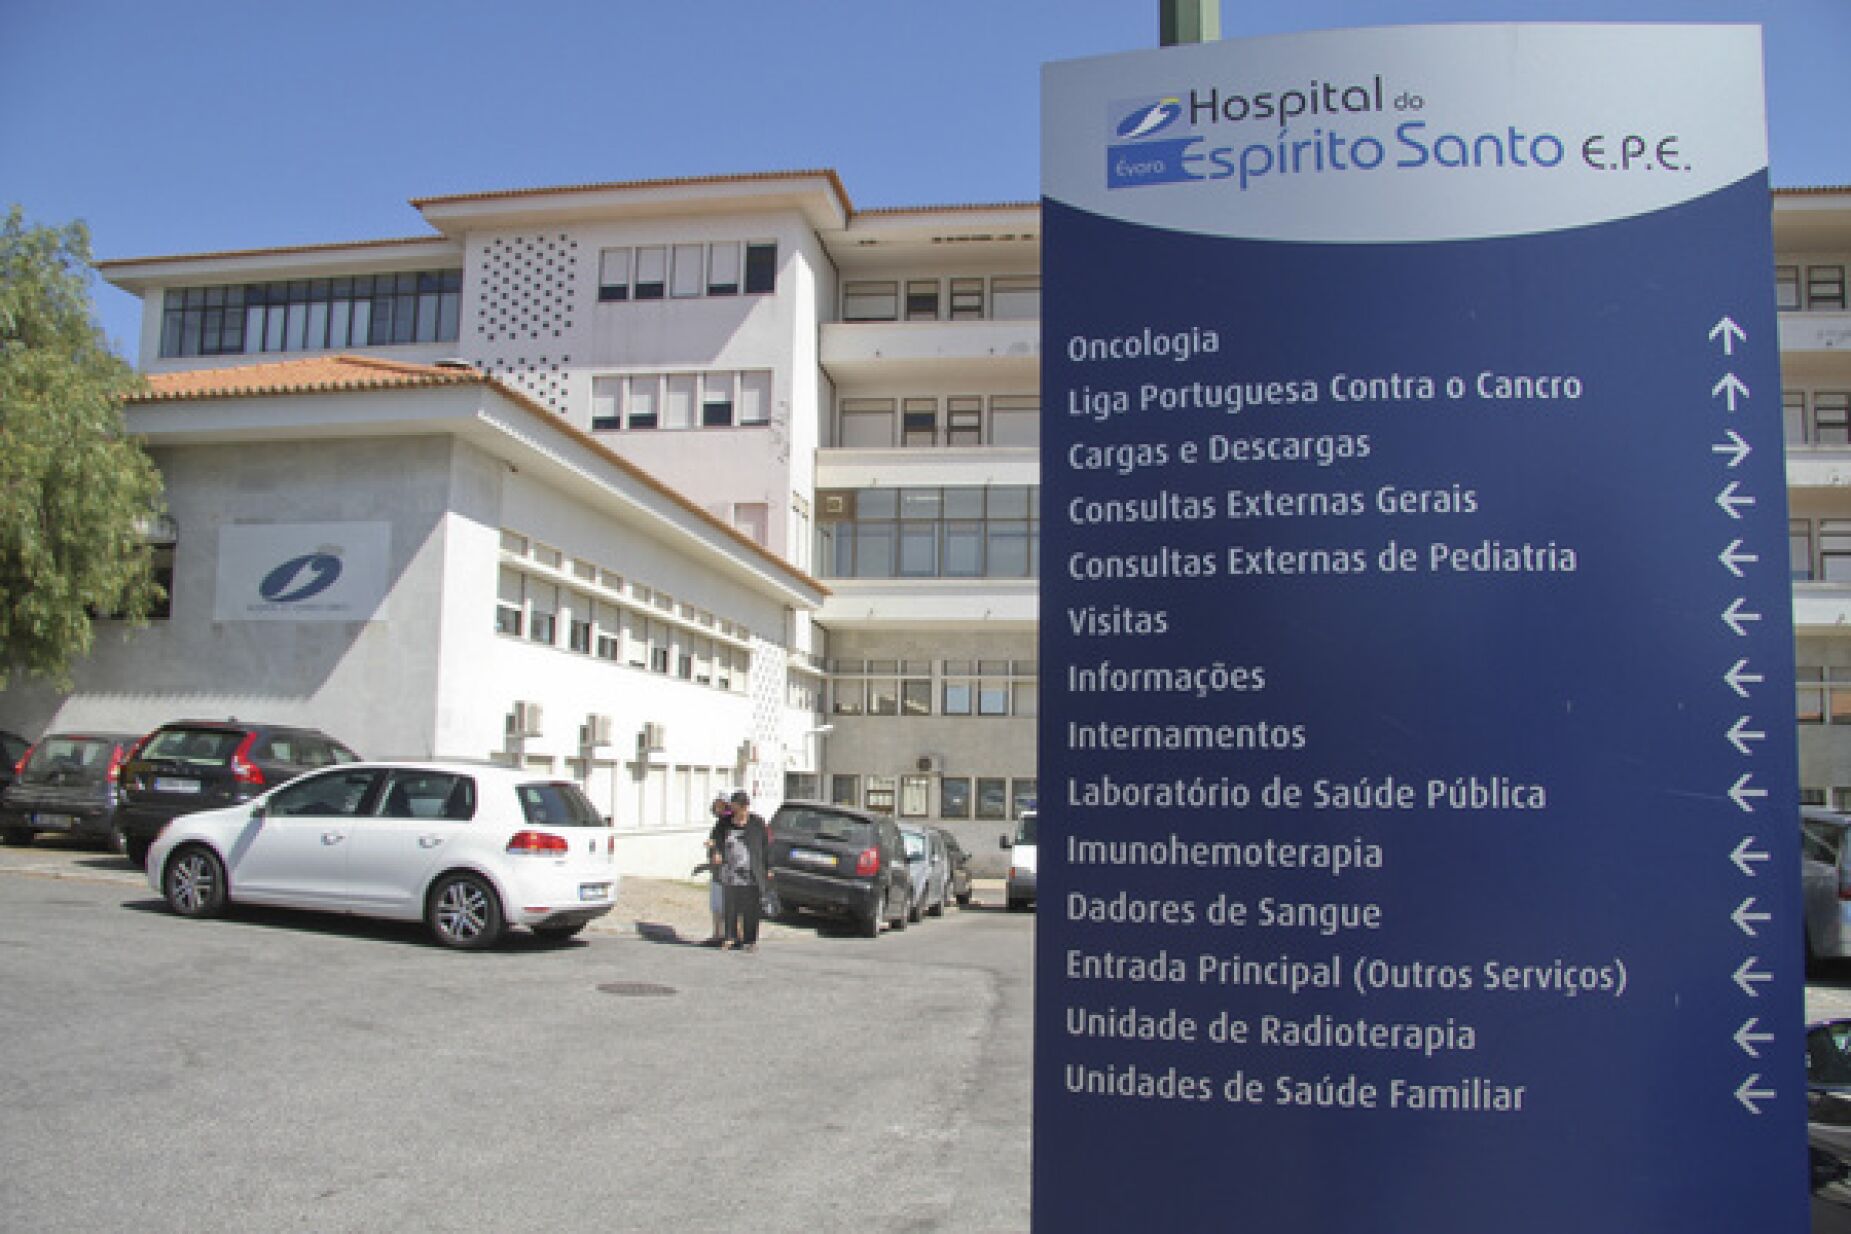 Hospital do
Évora Espírito Santo E.P.E.
Oncologia
Liga Portuguesa Contra o Cancro
Cargas e Descargas
Consultas Externas Gerais
Consultas Externas de Pediatria
Visitas
Informações
Internamentos
Laboratório de Saúde Pública
Imunohemoterapia
Dadores de Sangue
Entrada Principal (Outros Serviços)
Unidade de Radioterapia
Unidades de Saúde Familiar